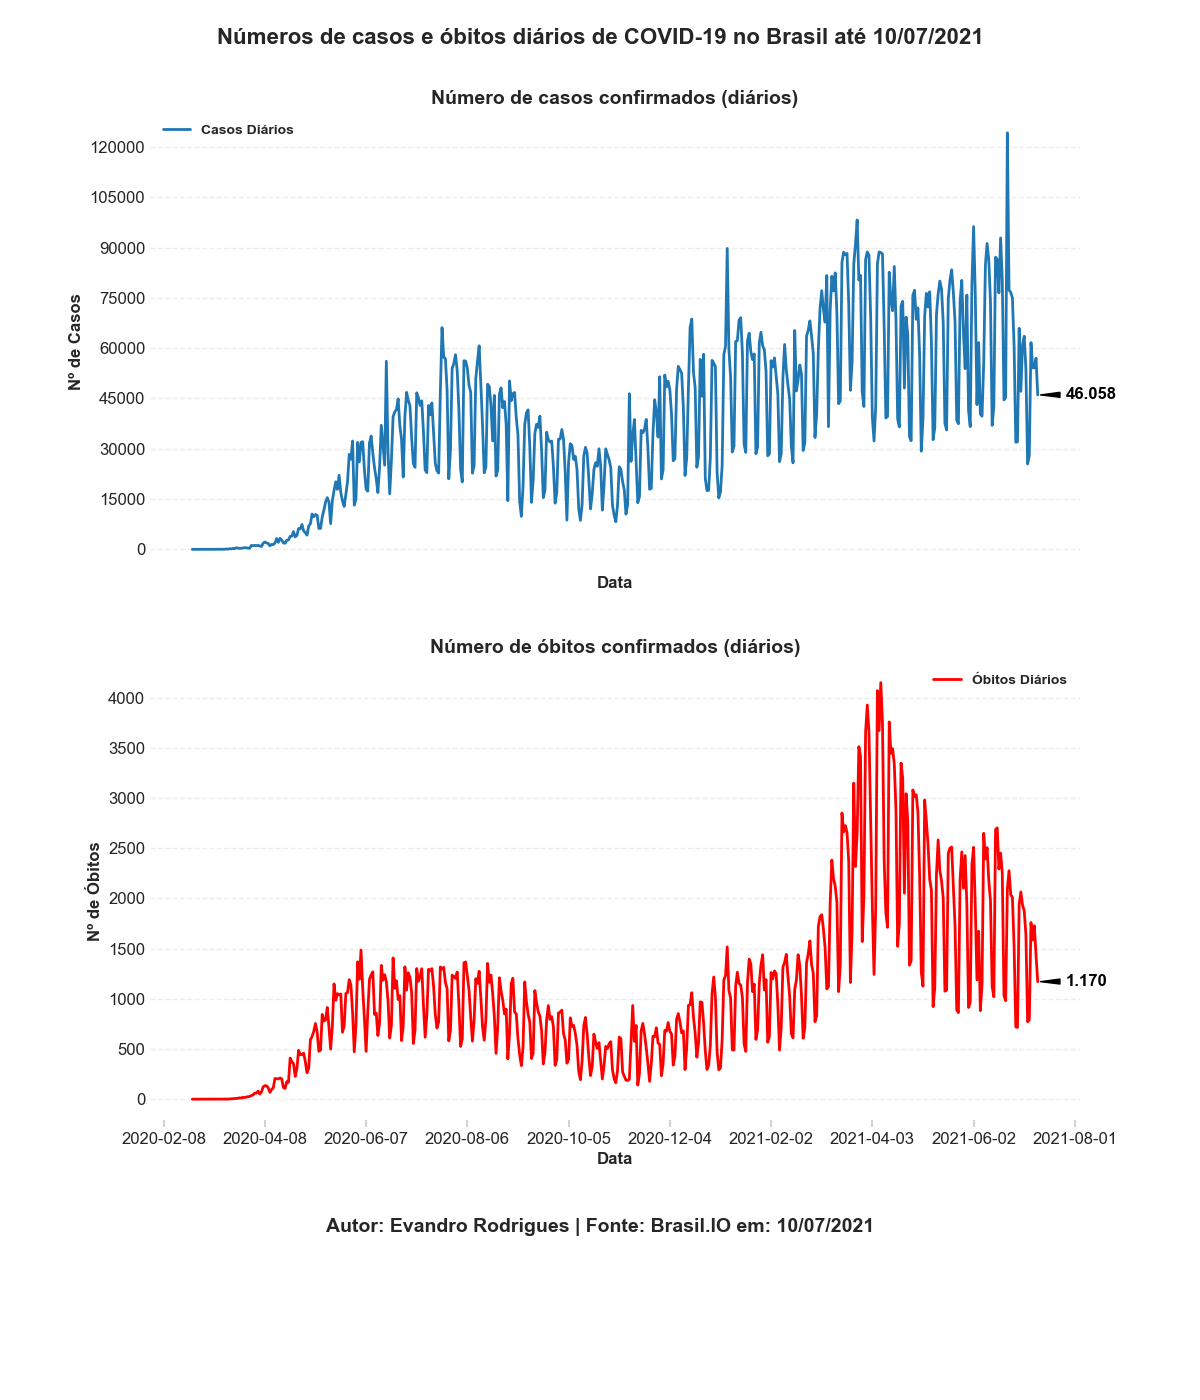 Números de casos e óbitos diários de COVID-19 no Brasil até 10/07/2021
Número de casos confirmados (diários)
Casos Diários
120000
105000
90000
75000
60000
45000
30000
15000
0
Nº de Casos
46.058
Data
Número de óbitos confirmados (diários)
Óbitos Diários
4000
3500
3000
2500
2000
1500
1000
500
0
Nº de Óbitos
1.170
2020-02-08 2020-04-08 2020-06-07 2020-08-06 2020-10-05 2020-12-04 2021-02-02 2021-04-03 2021-06-02 2021-08-01
Data
Autor: Evandro Rodrigues | Fonte: Brasil.IO em: 10/07/2021